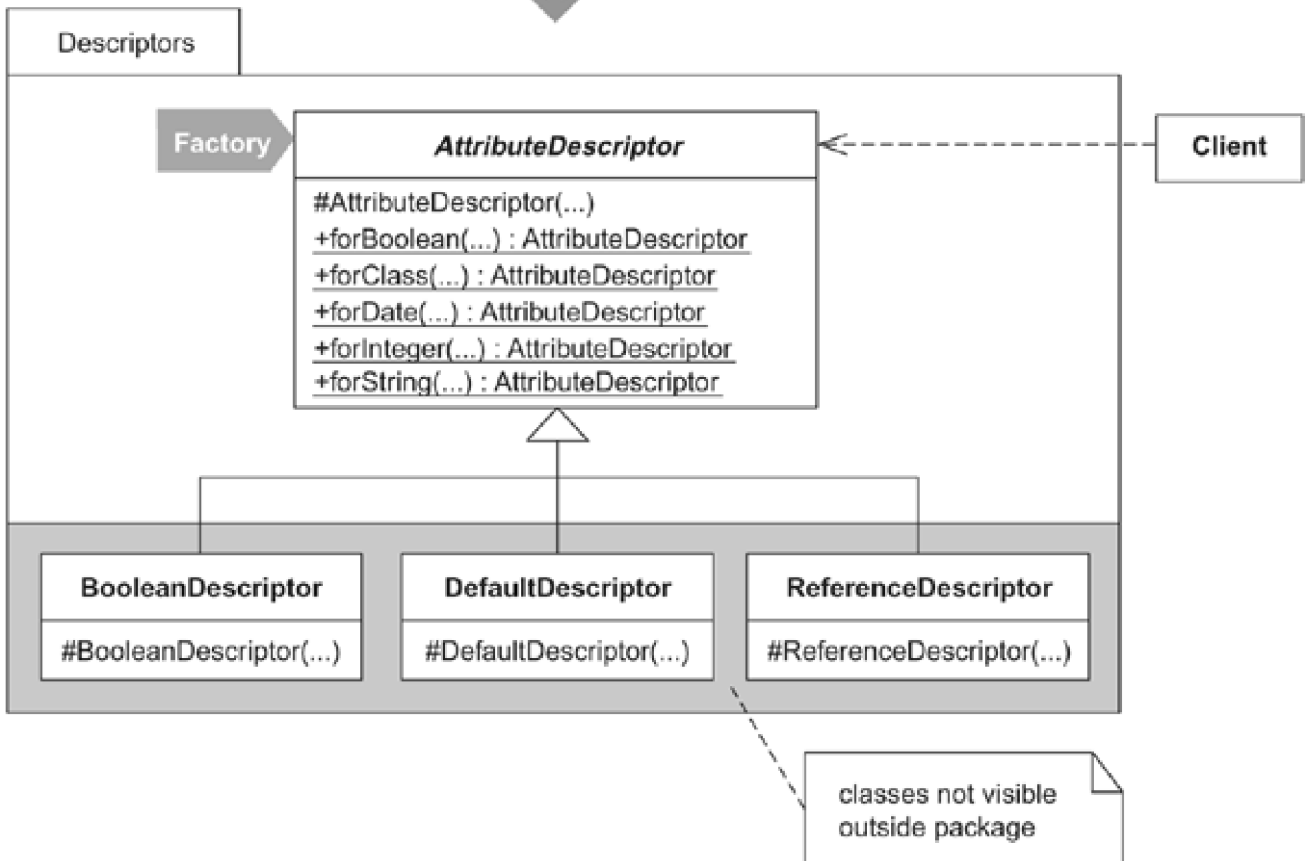 Descriptors
Factory
AttributeDescriptor
Client
#AttributeDescriptor(...)
+forBoolean(...) : AttributeDescriptor
+forClass(...) : AttributeDescriptor
+forDate(...) : AttributeDescriptor
+forInteger(...) : AttributeDescriptor
+forString(...) : AttributeDescriptor
BooleanDescriptor
#BooleanDescriptor(...)
DefaultDescriptor
#DefaultDescriptor(...)
ReferenceDescriptor
#ReferenceDescriptor(...)
classes not visible
outside package